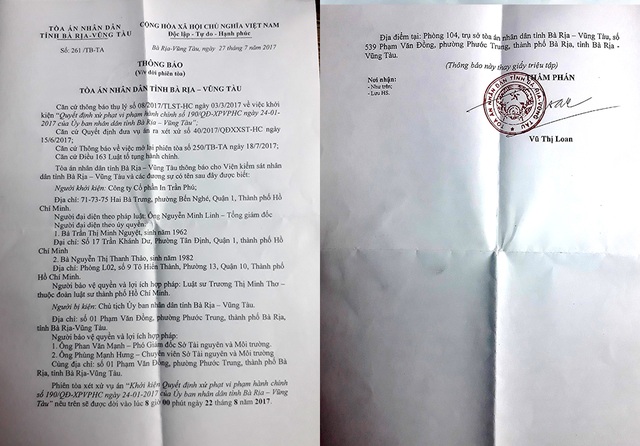 TÒA ÁN NHÂN DÂN
TỈNH BÀ RỊA-VŨNG TÀU
Số: 261 /TB-TA
CỘNG HÒA XÃ HỘI CHỦ NGHĨA VIỆT NAM
Độc lập - Tự do - Hạnh phúc
Bà Rịa-Vũng Tàu, ngày 27 tháng 7 năm 2017
THÔNG BÁO
(V/v dời phiên tòa)
TÒA ÁN NHÂN DÂN TỈNH BÀ RỊA – VŨNG TÀU
Căn cứ thông báo thụ lý số 08/2017/TLST-HC ngày 03/3/2017 về việc khởi
kiện "Quyết định xử phạt vi phạm hành chính số 190/QĐ-XPVPHC ngày 24-01-
2017 của Ủy ban nhân dân tỉnh Bà Rịa – Vũng Tàu";
Căn cứ Quyết định đưa vụ án ra xét xử số 40/2017/QĐXXST-HC ngày
15/6/2017;
Căn cứ Thông báo về việc mở lại phiên tòa số 250/TB-TA ngày 18/7/2017;
Căn cứ Điều 163 Luật tố tụng hành chính.
Tòa án nhân dân tỉnh Bà Rịa – Vũng Tàu thông báo cho Viện kiểm sát nhân
dân tỉnh Bà Rịa – Vũng Tàu và các đương sự có tên sau đây được biết:
Người khởi kiện: Công ty Cổ phần In Trần Phú;
Địa chỉ: 71-73-75 Hai Bà Trưng, phường Bến Nghé, Quận 1, Thành phố Hồ
Chí Minh.
Người đại diện theo pháp luật: Ông Nguyễn Minh Linh – Tổng giám đốc
Người đại diện theo ủy quyền:
1. Bà Trần Thị Minh Nguyệt, sinh năm 1962
Đại chỉ: Số 17 Trần Khánh Dư, Phường Tân Định, Quận 1, thành phố Hồ
Chí Minh
2. Bà Nguyễn Thị Thanh Thảo, sinh năm 1982
Địa chỉ: Phòng L02, số 9 Tô Hiến Thành, Phường 13, Quận 10, Thành phố
Hồ Chí Minh.
Người bảo vệ quyền và lợi ích hợp pháp: Luật sư Trương Thị Minh Thơ –
thuộc đoàn luật sư thành phố Hồ Chí Minh.
Người bị kiện: Chủ tịch Ủy ban nhân dân tỉnh Bà Rịa – Vũng Tàu.
Địa chỉ: số 01 Phạm Văn Đồng, phường Phước Trung, thành phố Bà Rịa,
tỉnh Bà Rịa-Vũng Tàu.
Người bảo vệ quyền và lợi ích hợp pháp:
1. Ông Phan Văn Mạnh – Phó Giám đốc Sở Tài nguyên và Môi trường.
2. Ông Phùng Mạnh Hưng – Chuyên viên Sở Tài nguyên và Môi trường
Cùng địa chỉ: số 01 Phạm Văn Đồng, phường Phước Trung, thành phố Bà
Rịa, tỉnh Bà Rịa-Vũng Tàu.
Phiên tòa xét xử vụ án "Khởi kiện Quyết định xử phạt vi phạm hành chính
số 190/QĐ-XPVPHC ngày 24-01-2017 của Ủy ban nhân dân tỉnh Bà Rịa – Vũng
Tàu" nêu trên sẽ được dời vào lúc 8 giờ 00 phút ngày 22 tháng 8 năm 2017.
Địa điểm tại: Phòng 104, trụ sở tòa án nhân dân tỉnh Bà Rịa – Vũng Tàu, số
539 Phạm Văn Đồng, phường Phước Trung, thành phố Bà Rịa, tỉnh Bà Rịa -
Vũng Tàu.
(Thông báo này thay giấy triệu tập)
Nơi nhận:
- Như trên;
- Lưu HS.
THẨM PHÁN
TÒA ÁN NHÂN DÂN TỈNH BÀ RỊA VŨNG TÀU
Vũ Thị Loan